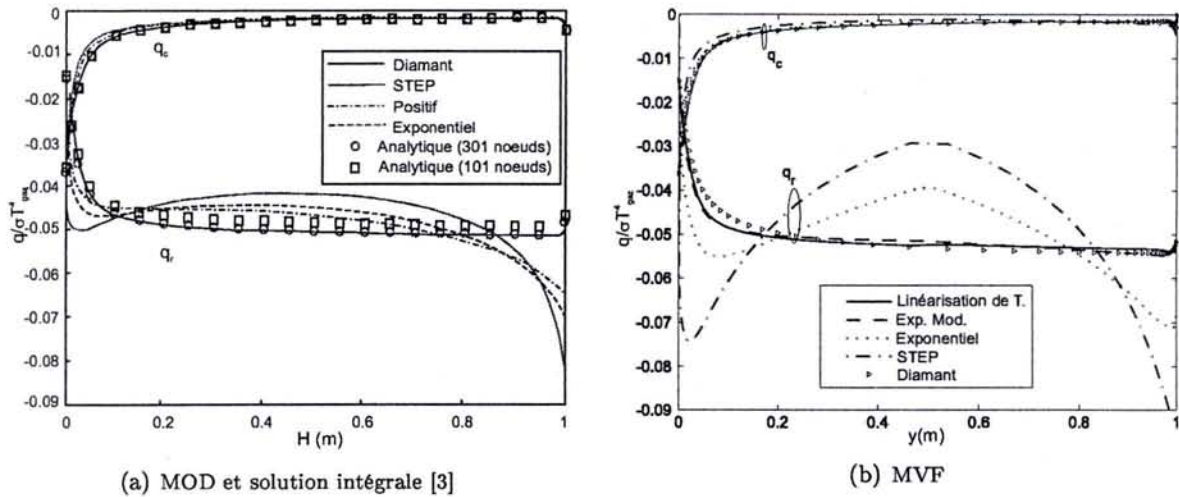 0
-0.01
-0.02
-0.03
-0.04
-0.05
-0.06
-0.07
-0.08
-0.09
q/σT⁴gaz
q_c
q_r
Diamant
STEP
Positif
Exponentiel
Analytique (301 noeuds)
Analytique (101 noeuds)
0 0.2 0.4 0.6 0.8 1
H (m)
(a) MOD et solution intégrale [3]
0
-0.01
-0.02
-0.03
-0.04
-0.05
-0.06
-0.07
-0.08
-0.09
q/σT⁴gaz
q_c
q_r
Linéarisation de T.
Exp. Mod.
Exponentiel
STEP
Diamant
0 0.2 0.4 0.6 0.8 1
y(m)
(b) MVF